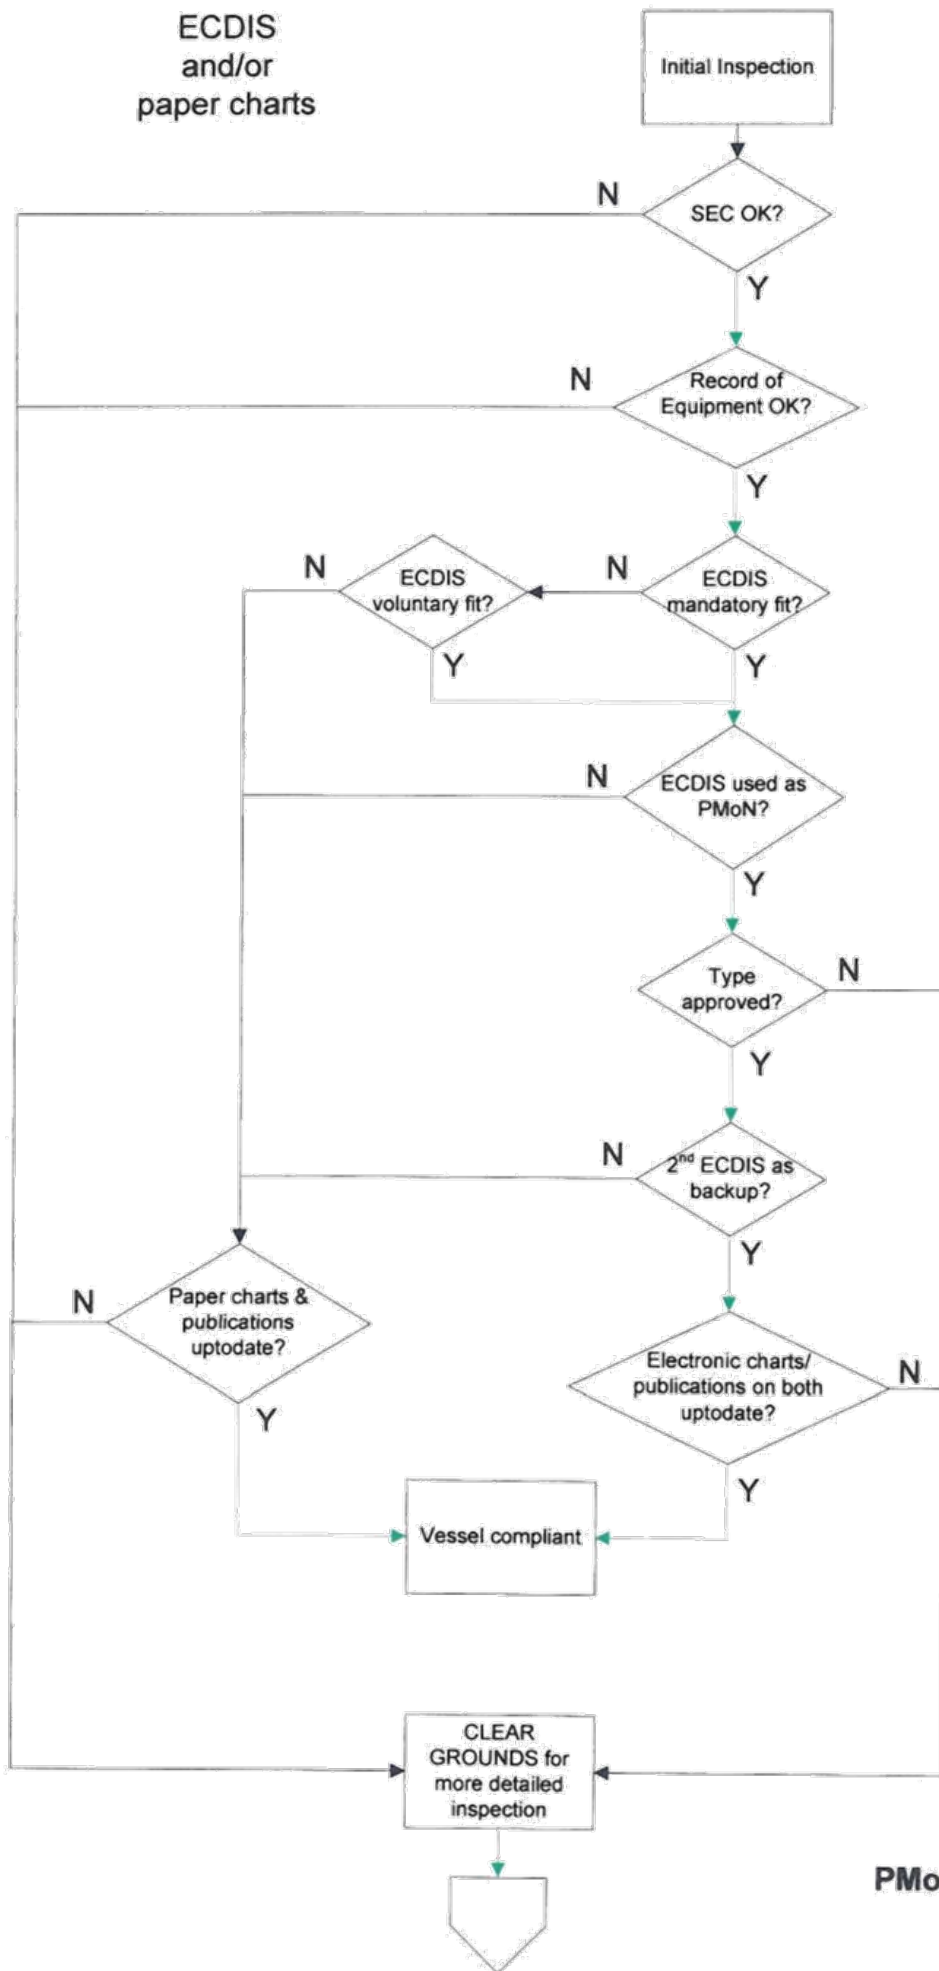 ECDIS
and/or
paper charts
Initial Inspection
N
SEC OK?
Y
N
Record of
Equipment OK?
Y
N
ECDIS
voluntary fit?
N
ECDIS
mandatory fit?
Y
Y
N
ECDIS used as
PMoN?
Y
Type
approved?
N
Y
N
2nd ECDIS as
backup?
Y
N
Paper charts &
publications
uptodate?
Electronic charts/
publications on both
uptodate?
N
Y
Y
Vessel compliant
CLEAR
GROUNDS for
more detailed
inspection
PMo